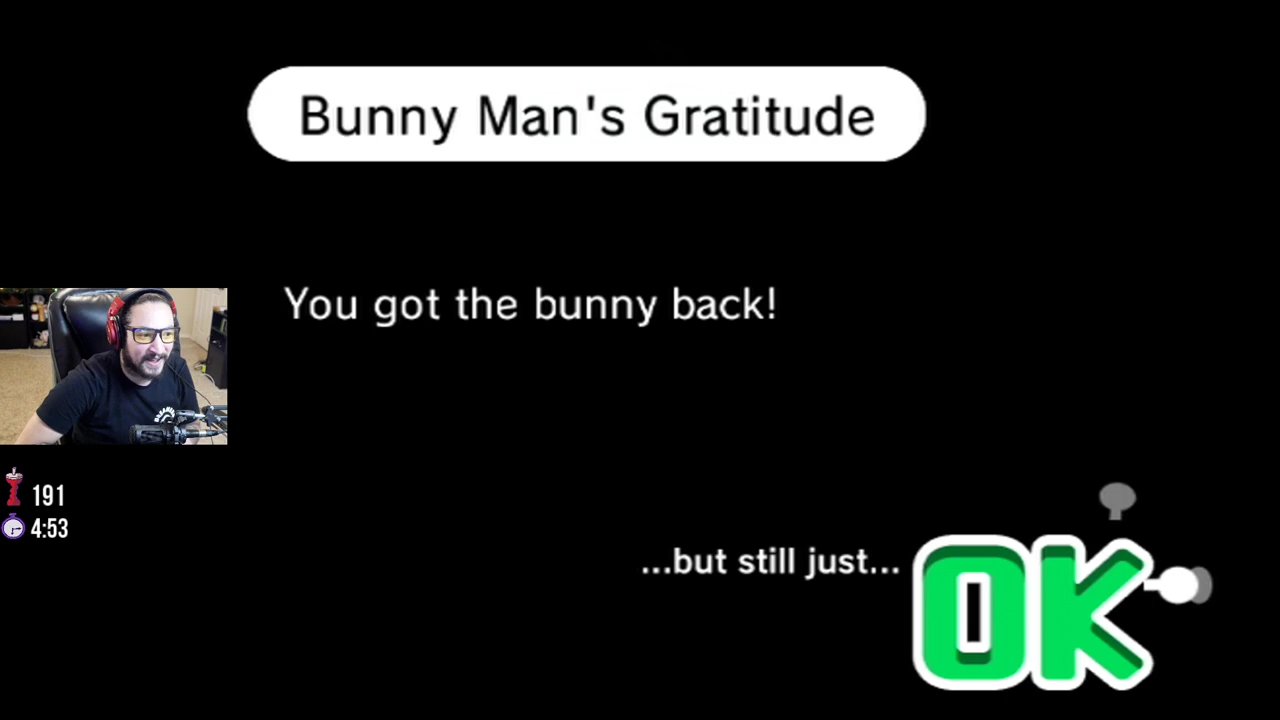 Bunny Man's Gratitude
You got the bunny back!
191
4:53
...but still just...
OK